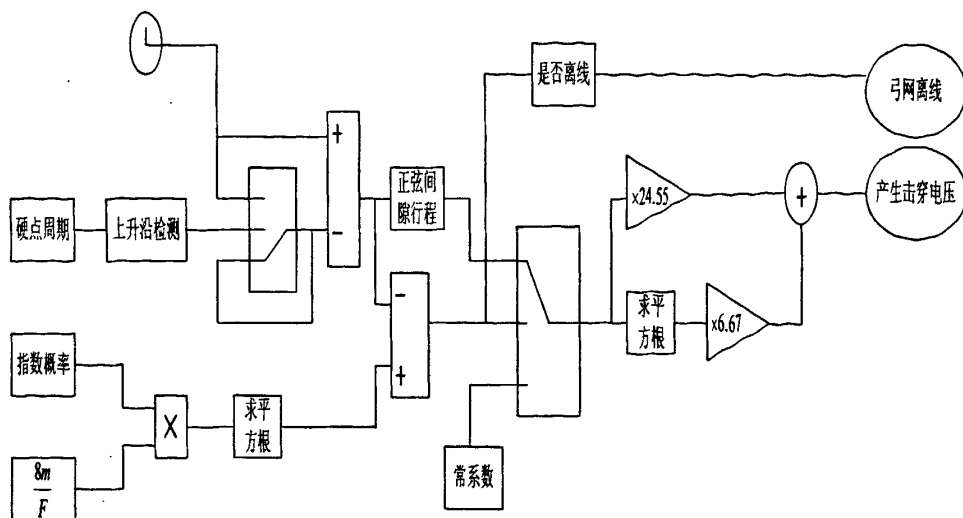 是否离线
弓网离线
+
正弦间
隙行程
x24.55
+
产生击穿电压
硬点周期
上升沿检测
-
-
求平
方根
x6.67
指数概率
+
X
求平
方根
8m
F
常系数